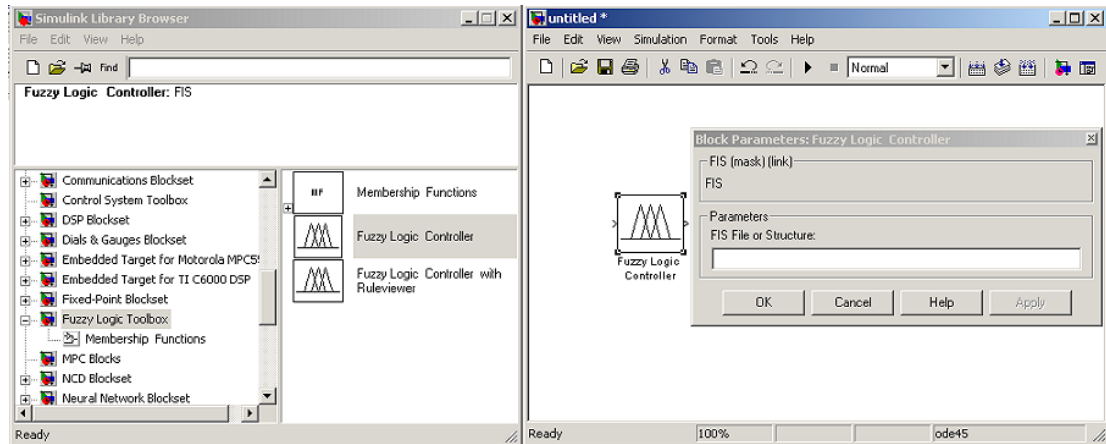 Simulink Library Browser
File Edit View Help
Find
Fuzzy Logic Controller: FIS
Communications Blockset
Control System Toolbox
DSP Blockset
Dials & Gauges Blockset
Embedded Target for Motorola MPC5
Embedded Target for TI C6000 DSP
Fixed-Point Blockset
Fuzzy Logic Toolbox
Membership Functions
MPC Blocks
NCD Blockset
Neural Network Blockset
MF
Membership Functions
Fuzzy Logic Controller
Fuzzy Logic Controller with
Ruleviewer
Ready
untitled *
File Edit View Simulation Format Tools Help
Normal
Fuzzy Logic
Controller
Block Parameters: Fuzzy Logic Controller
FIS (mask) (link)
FIS
Parameters
FIS File or Structure:
OK Cancel Help Apply
Ready 100% ode45